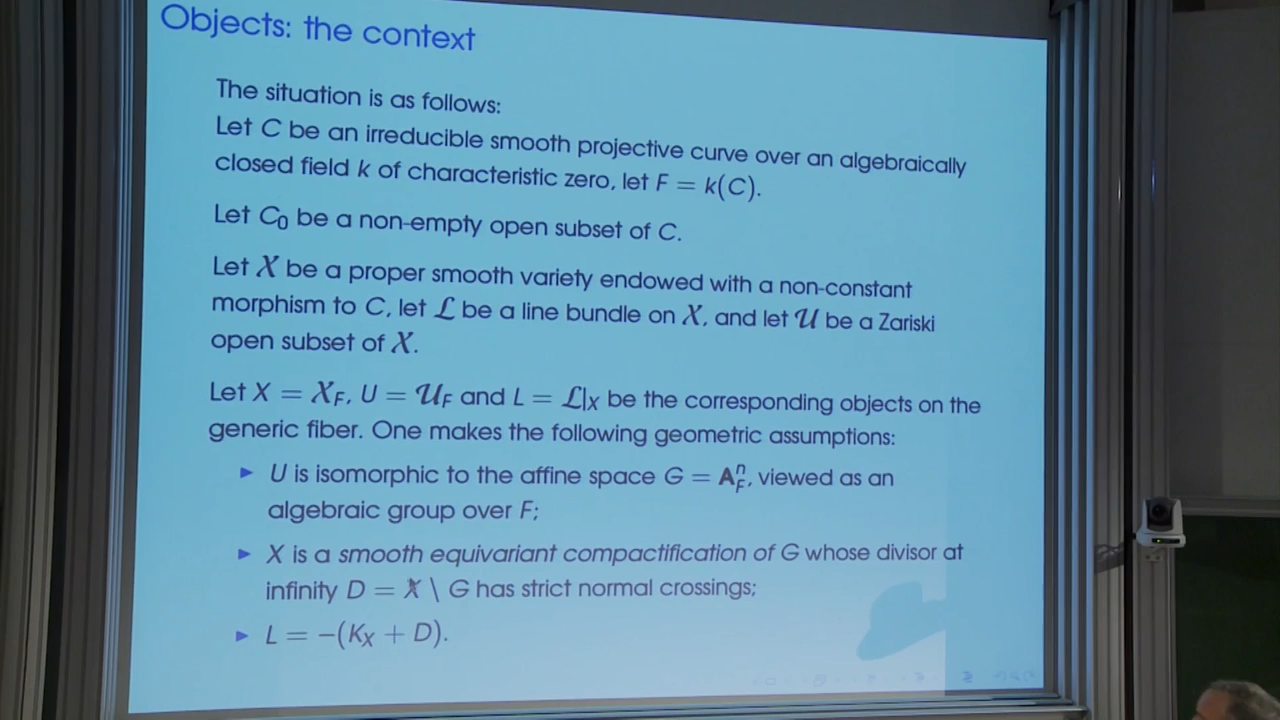 Objects: the context
The situation is as follows:
Let C be an irreducible smooth projective curve over an algebraically
closed field k of characteristic zero, let F = k(C).
Let C₀ be a non-empty open subset of C.
Let 𝒳 be a proper smooth variety endowed with a non-constant
morphism to C, let ℒ be a line bundle on 𝒳, and let 𝒰 be a Zariski
open subset of 𝒳.
Let X = 𝒳_F, U = 𝒰_F and L = ℒ|_X be the corresponding objects on the
generic fiber. One makes the following geometric assumptions:
▶ U is isomorphic to the affine space G = 𝐀ⁿ_F, viewed as an
algebraic group over F;
▶ X is a smooth equivariant compactification of G whose divisor at
infinity D = X \ G has strict normal crossings;
▶ L = −(K_X + D).